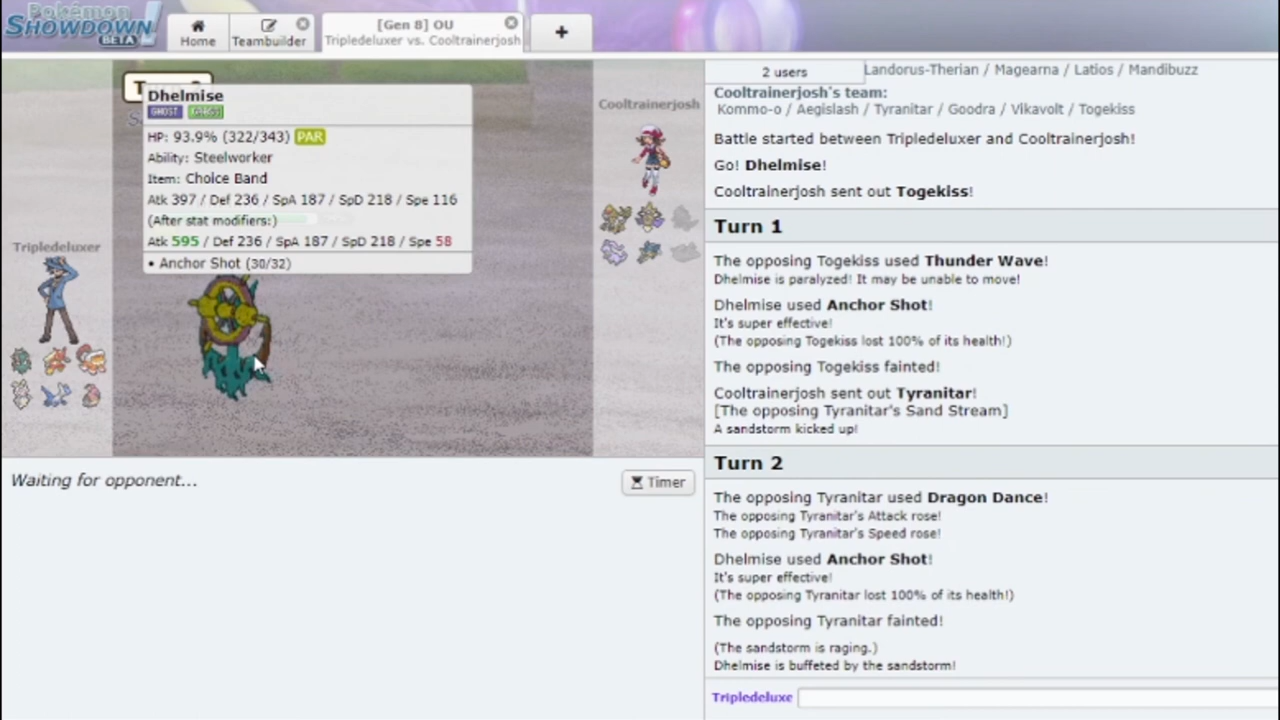 Pokémon
SHOWDOWN!
BETA
Home
Teambuilder
[Gen 8] OU
Tripledeluxer vs. Cooltrainerjosh
Dhelmise
GHOST GRASS
HP: 93.9% (322/343) PAR
Ability: Steelworker
Item: Choice Band
Atk 397 / Def 236 / SpA 187 / SpD 218 / Spe 116
(After stat modifiers:)
Atk 595 / Def 236 / SpA 187 / SpD 218 / Spe 58
• Anchor Shot (30/32)
Tripledeluxer
Cooltrainerjosh
Waiting for opponent...
Timer
2 users
Landorus-Therian / Magearna / Latios / Mandibuzz
Cooltrainerjosh's team:
Kommo-o / Aegislash / Tyranitar / Goodra / Vikavolt / Togekiss
Battle started between Tripledeluxer and Cooltrainerjosh!
Go! Dhelmise!
Cooltrainerjosh sent out Togekiss!
Turn 1
The opposing Togekiss used Thunder Wave!
Dhelmise is paralyzed! It may be unable to move!
Dhelmise used Anchor Shot!
It's super effective!
(The opposing Togekiss lost 100% of its health!)
The opposing Togekiss fainted!
Cooltrainerjosh sent out Tyranitar!
[The opposing Tyranitar's Sand Stream]
A sandstorm kicked up!
Turn 2
The opposing Tyranitar used Dragon Dance!
The opposing Tyranitar's Attack rose!
The opposing Tyranitar's Speed rose!
Dhelmise used Anchor Shot!
It's super effective!
(The opposing Tyranitar lost 100% of its health!)
The opposing Tyranitar fainted!
(The sandstorm is raging.)
Dhelmise is buffeted by the sandstorm!
Tripledeluxe